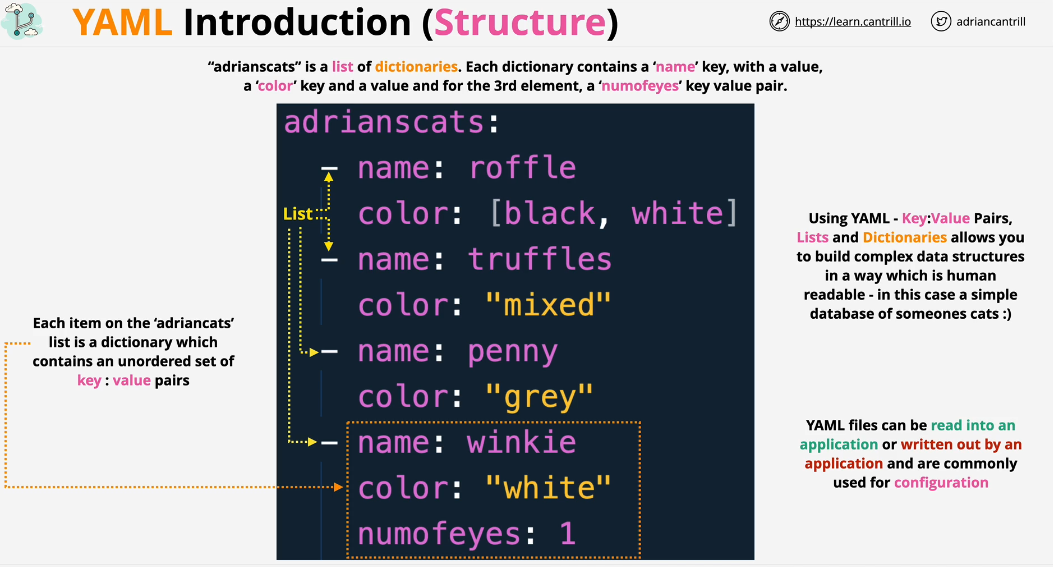 YAML Introduction (Structure)
https://learn.cantrill.io
adriancantrill
“adrianscats” is a list of dictionaries. Each dictionary contains a ‘name’ key, with a value,
a ‘color’ key and a value and for the 3rd element, a ‘numofeyes’ key value pair.
adrianscats:
- name: roffle
color: [black, white]
- name: truffles
color: "mixed"
- name: penny
color: "grey"
- name: winkie
color: "white"
numofeyes: 1
List
Each item on the ‘adriancats’
list is a dictionary which
contains an unordered set of
key : value pairs
Using YAML - Key:Value Pairs,
Lists and Dictionaries allows you
to build complex data structures
in a way which is human
readable - in this case a simple
database of someones cats :)
YAML files can be read into an
application or written out by an
application and are commonly
used for configuration